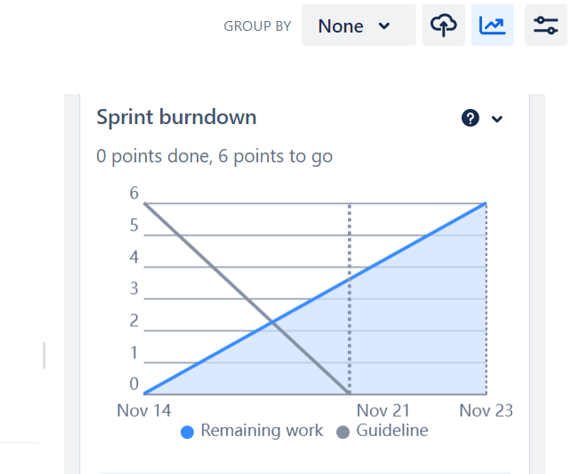 GROUP BY None
Sprint burndown
0 points done, 6 points to go
6
5
4
3
2
1
0
Nov 14 Nov 21 Nov 23
Remaining work Guideline